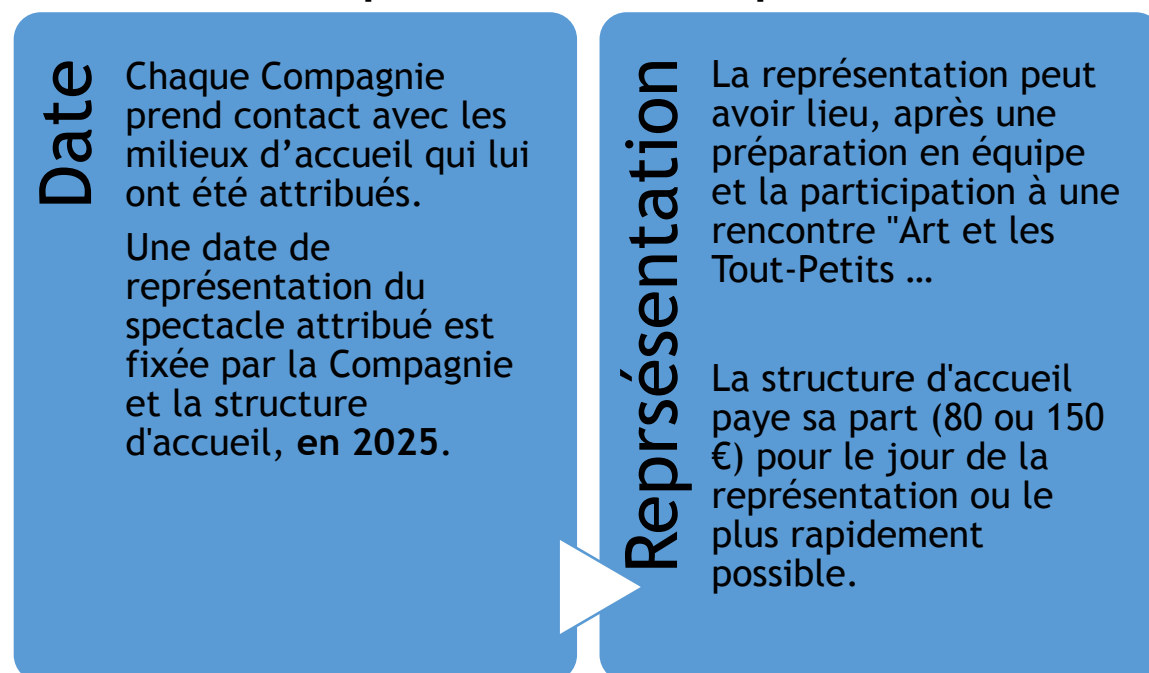 Date
Chaque Compagnie
prend contact avec les
milieux d’accueil qui lui
ont été attribués.
Une date de
représentation du
spectacle attribué est
fixée par la Compagnie
et la structure
d'accueil, en 2025.
Reprsésentation
La représentation peut
avoir lieu, après une
préparation en équipe
et la participation à une
rencontre "Art et les
Tout-Petits …
La structure d'accueil
paye sa part (80 ou 150
€) pour le jour de la
représentation ou le
plus rapidement
possible.